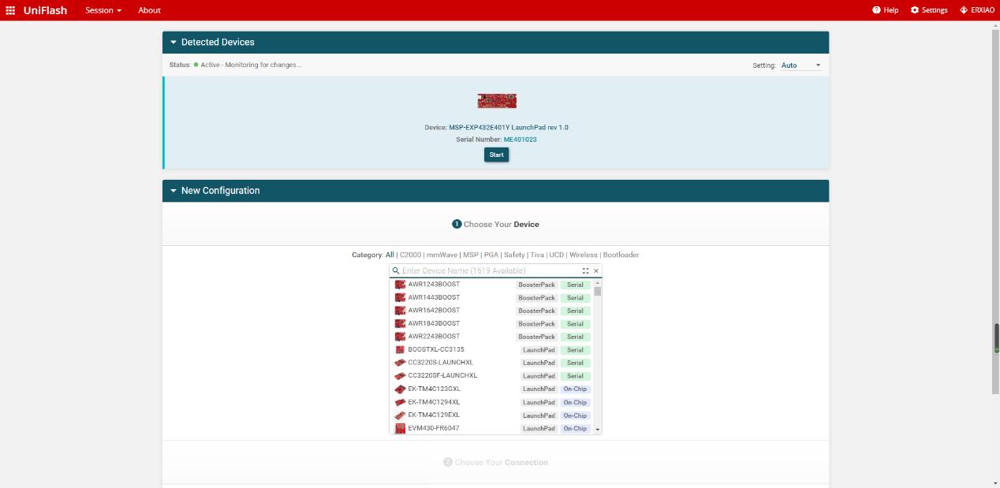 UniFlash Session About Help Settings ERXIAO
Detected Devices
Status: Active - Monitoring for changes... Setting: Auto
Device: MSP-EXP432E401Y LaunchPad rev 1.0
Serial Number: ME401023
Start
New Configuration
1 Choose Your Device
Category: All | C2000 | mmWave | MSP | PGA | Safety | Tiva | UCD | Wireless | Bootloader
Enter Device Name (1519 Available)
AWR1243BOOST BoosterPack Serial
AWR1443BOOST BoosterPack Serial
AWR1642BOOST BoosterPack Serial
AWR1843BOOST BoosterPack Serial
AWR2243BOOST BoosterPack Serial
BOOSTXL-CC3135 LaunchPad Serial
CC3220S-LAUNCHXL LaunchPad Serial
CC3220SF-LAUNCHXL LaunchPad Serial
EK-TM4C123GXL LaunchPad On-Chip
EK-TM4C1294XL LaunchPad On-Chip
EK-TM4C129EXL LaunchPad On-Chip
EVM430-FR6047 LaunchPad On-Chip
2 Choose Your Connection